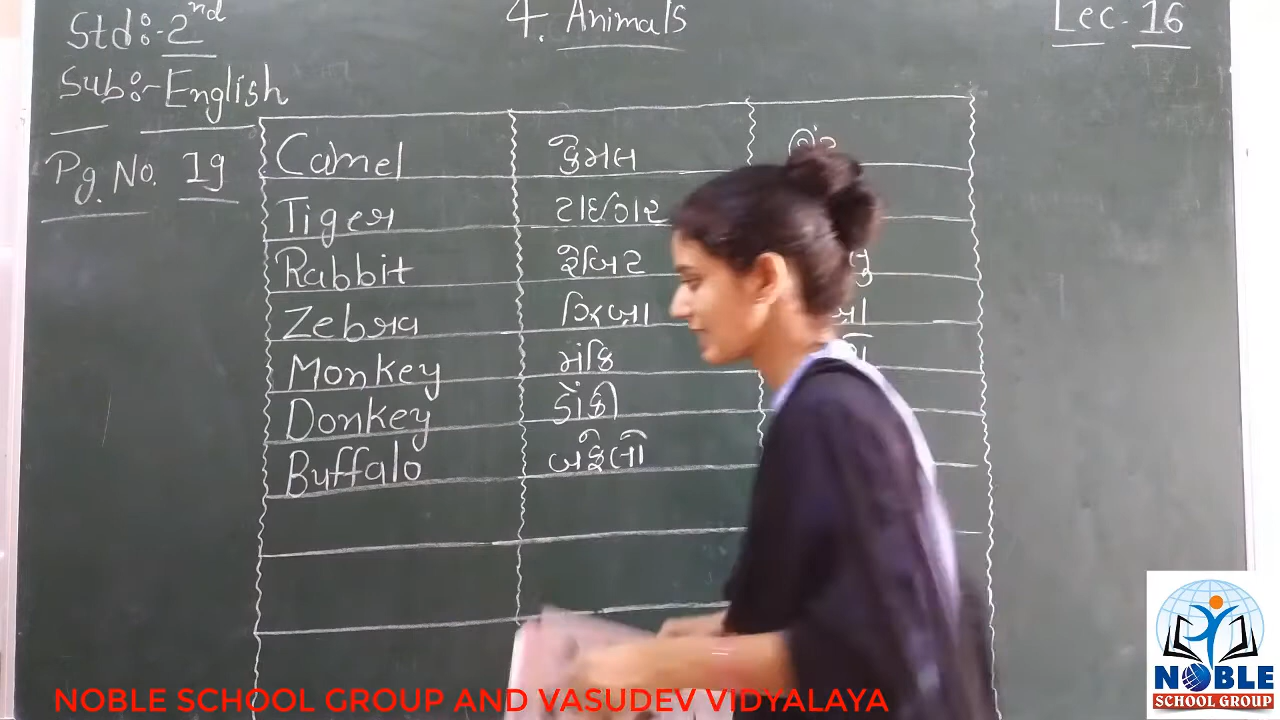 Std:- 2nd
4. Animals
Lec. 16
Sub:- English
Pg. No. 19
Camel કેમલ
Tiger ટાઈગર
Rabbit રેબિટ
Zebra ઝિબ્રા
Monkey મંકિ
Donkey ડોંકી
Buffalo બફેલો
NOBLE SCHOOL GROUP AND VASUDEV VIDYALAYA
NOBLE
SCHOOL GROUP